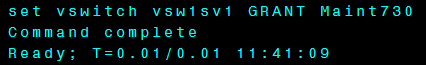 set vswitch vsw1sv1 GRANT Maint730
Command complete
Ready; T=0.01/0.01 11:41:09